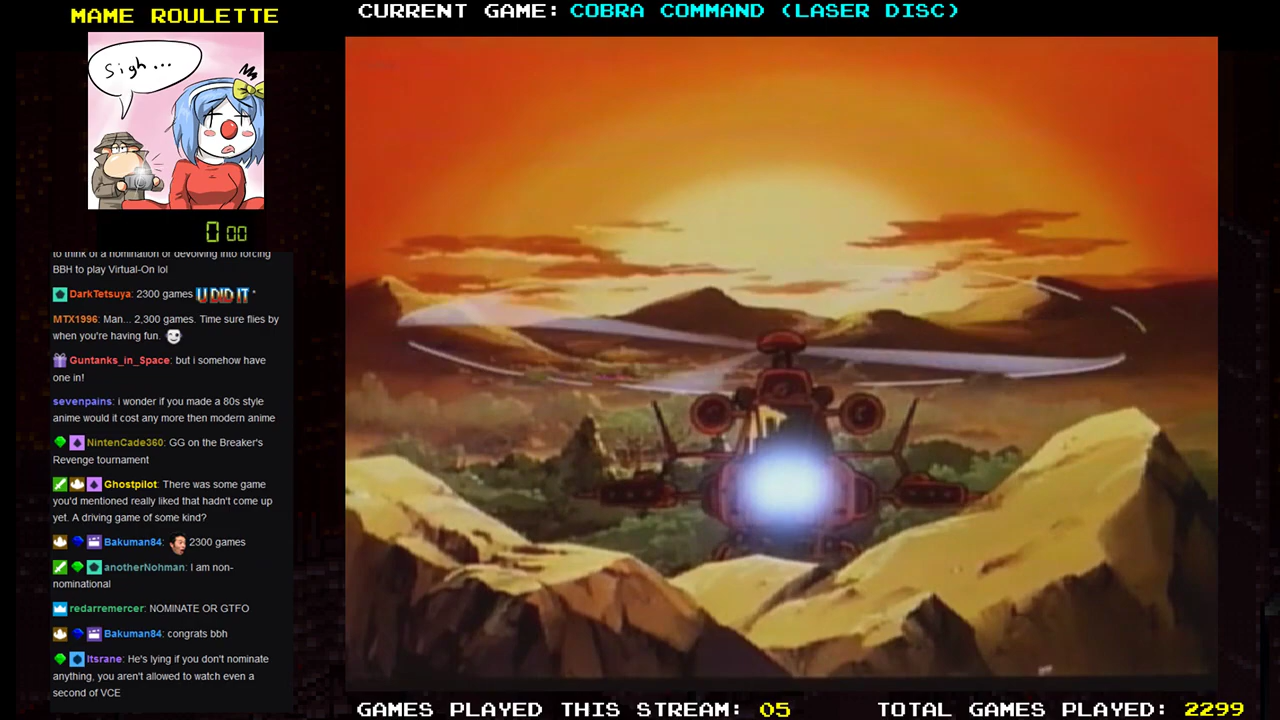 MAME ROULETTE
CURRENT GAME: COBRA COMMAND (LASER DISC)
Sigh...
0 00
to think of a nomination or devolving into forcing
BBH to play Virtual-On lol
DarkTetsuya: 2300 games U DID IT
MTX1996: Man... 2,300 games. Time sure flies by
when you're having fun.
Guntanks_in_Space: but i somehow have
one in!
sevenpains: i wonder if you made a 80s style
anime would it cost any more then modern anime
NintenCade360: GG on the Breaker's
Revenge tournament
Ghostpilot: There was some game
you'd mentioned really liked that hadn't come up
yet. A driving game of some kind?
Bakuman84: 2300 games
anotherNohman: I am non-
nominational
redarremercer: NOMINATE OR GTFO
Bakuman84: congrats bbh
Itsrane: He's lying if you don't nominate
anything, you aren't allowed to watch even a
second of VCE
GAMES PLAYED THIS STREAM: 05
TOTAL GAMES PLAYED: 2299